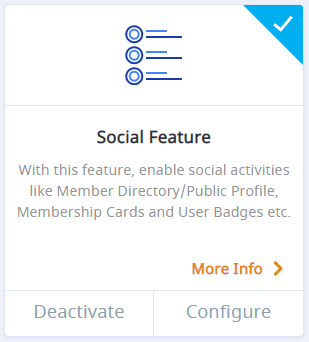 Social Feature
With this feature, enable social activities
like Member Directory/Public Profile,
Membership Cards and User Badges etc.
More Info
Deactivate
Configure